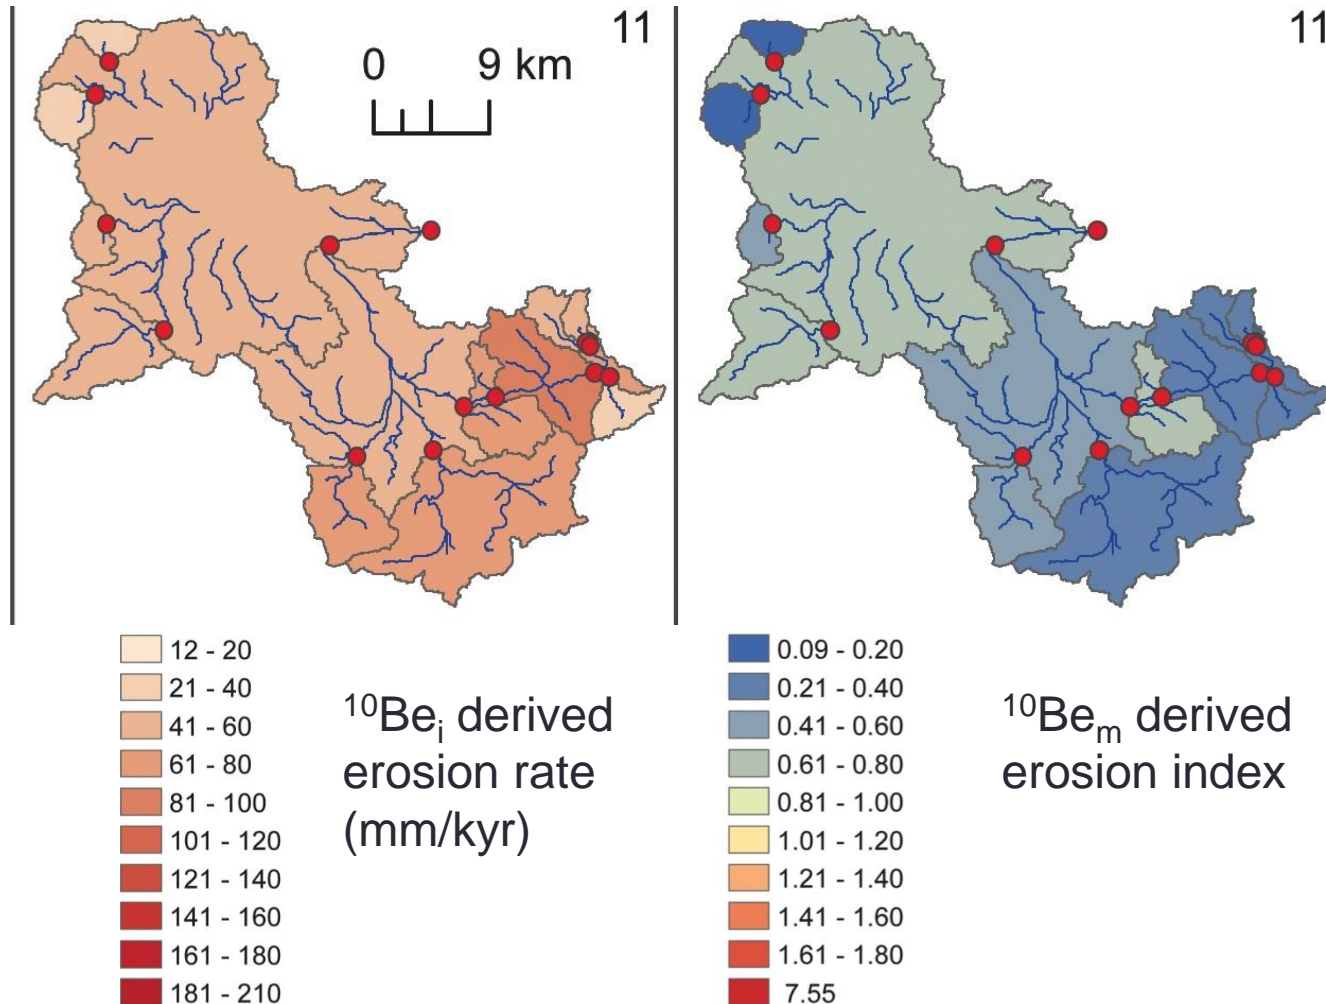 11
0 9 km
11
12 - 20
21 - 40
41 - 60
61 - 80
81 - 100
101 - 120
121 - 140
141 - 160
161 - 180
181 - 210
¹⁰Beᵢ derived
erosion rate
(mm/kyr)
0.09 - 0.20
0.21 - 0.40
0.41 - 0.60
0.61 - 0.80
0.81 - 1.00
1.01 - 1.20
1.21 - 1.40
1.41 - 1.60
1.61 - 1.80
7.55
¹⁰Beₘ derived
erosion index